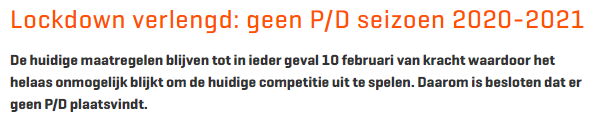 Lockdown verlengd: geen P/D seizoen 2020-2021
De huidige maatregelen blijven tot in ieder geval 10 februari van kracht waardoor het
helaas onmogelijk blijkt om de huidige competitie uit te spelen. Daarom is besloten dat er
geen P/D plaatsvindt.